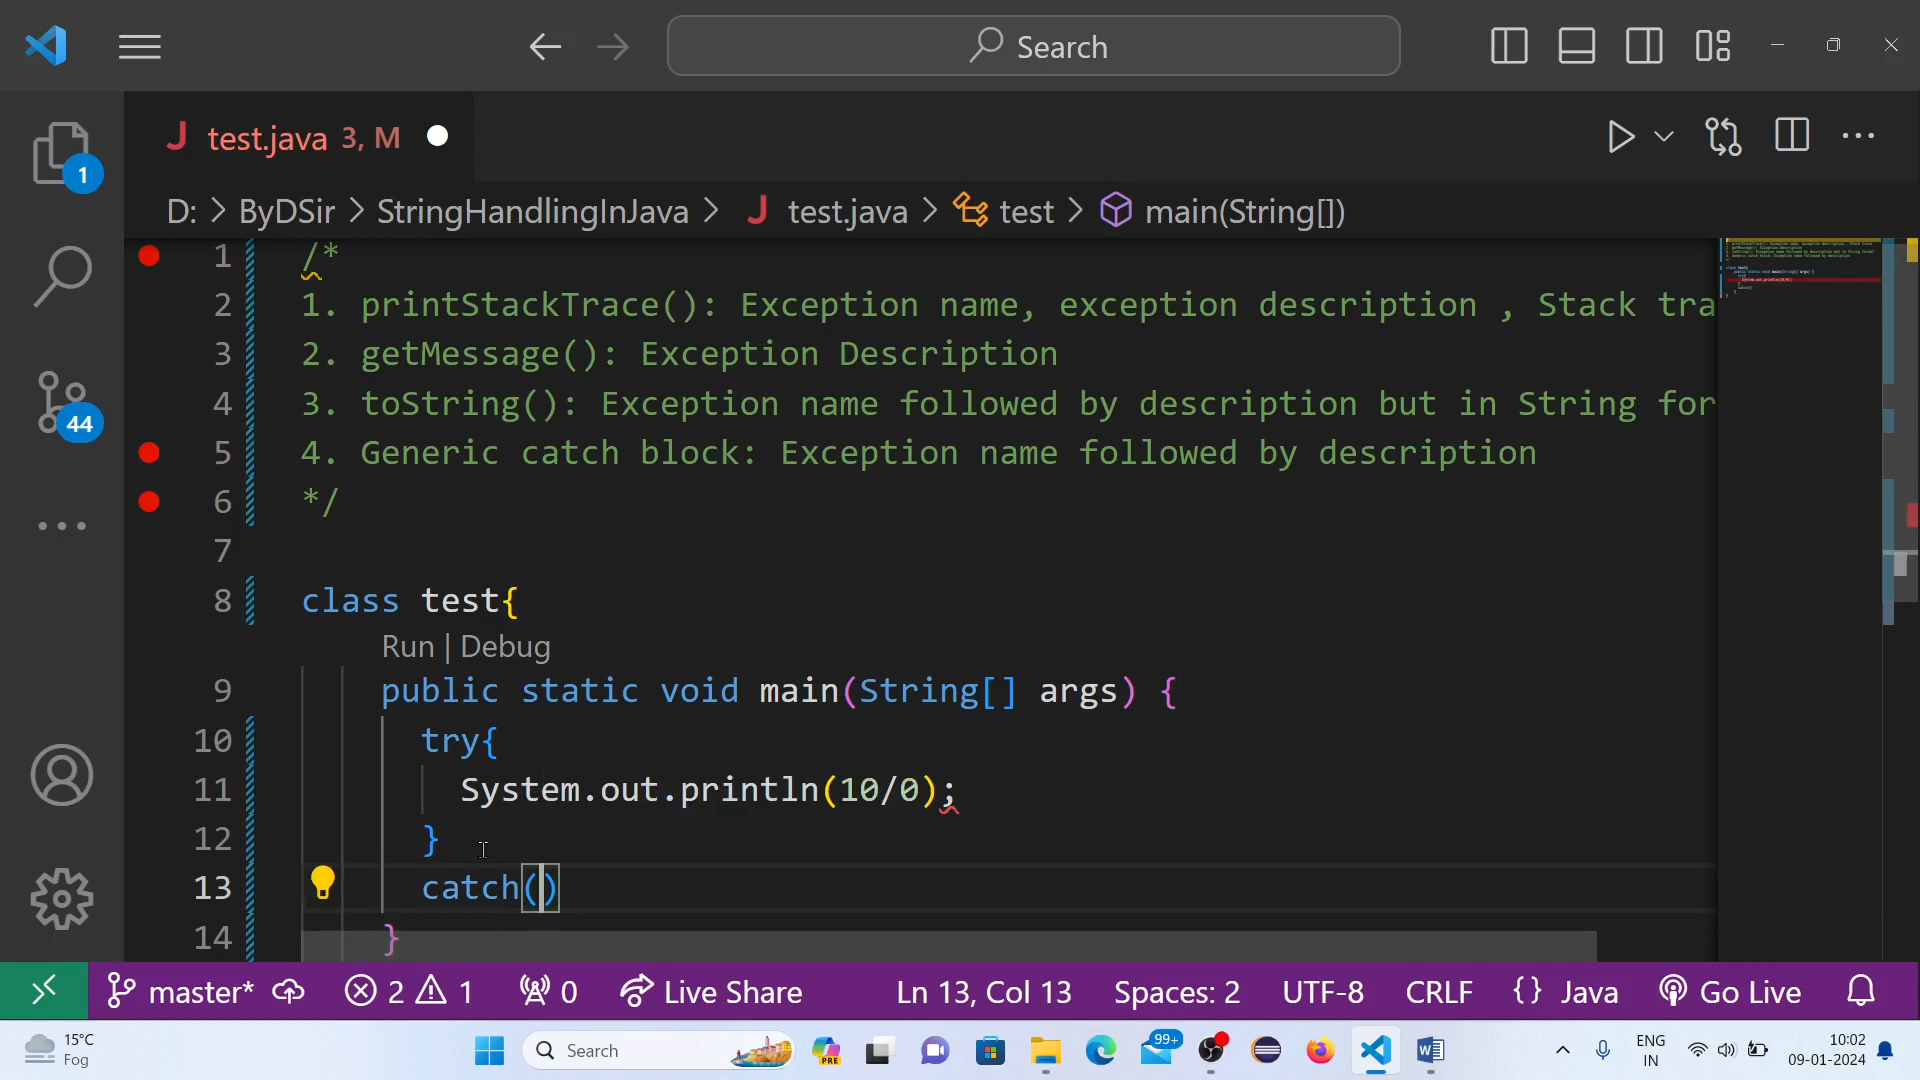 Search
test.java 3, M
D: > ByDSir > StringHandlingInJava > test.java > test > main(String[])
1
44
1 /*
2 1. printStackTrace(): Exception name, exception description , Stack tra
3 2. getMessage(): Exception Description
4 3. toString(): Exception name followed by description but in String for
5 4. Generic catch block: Exception name followed by description
6 */
7
8 class test{
Run | Debug
9 public static void main(String[] args) {
10 try{
11 System.out.println(10/0);
12 }
13 catch()
14 }
master* 2 1 0 Live Share Ln 13, Col 13 Spaces: 2 UTF-8 CRLF {} Java Go Live
15°C
Fog
Search
PRE
99+
ENG
IN
10:02
09-01-2024